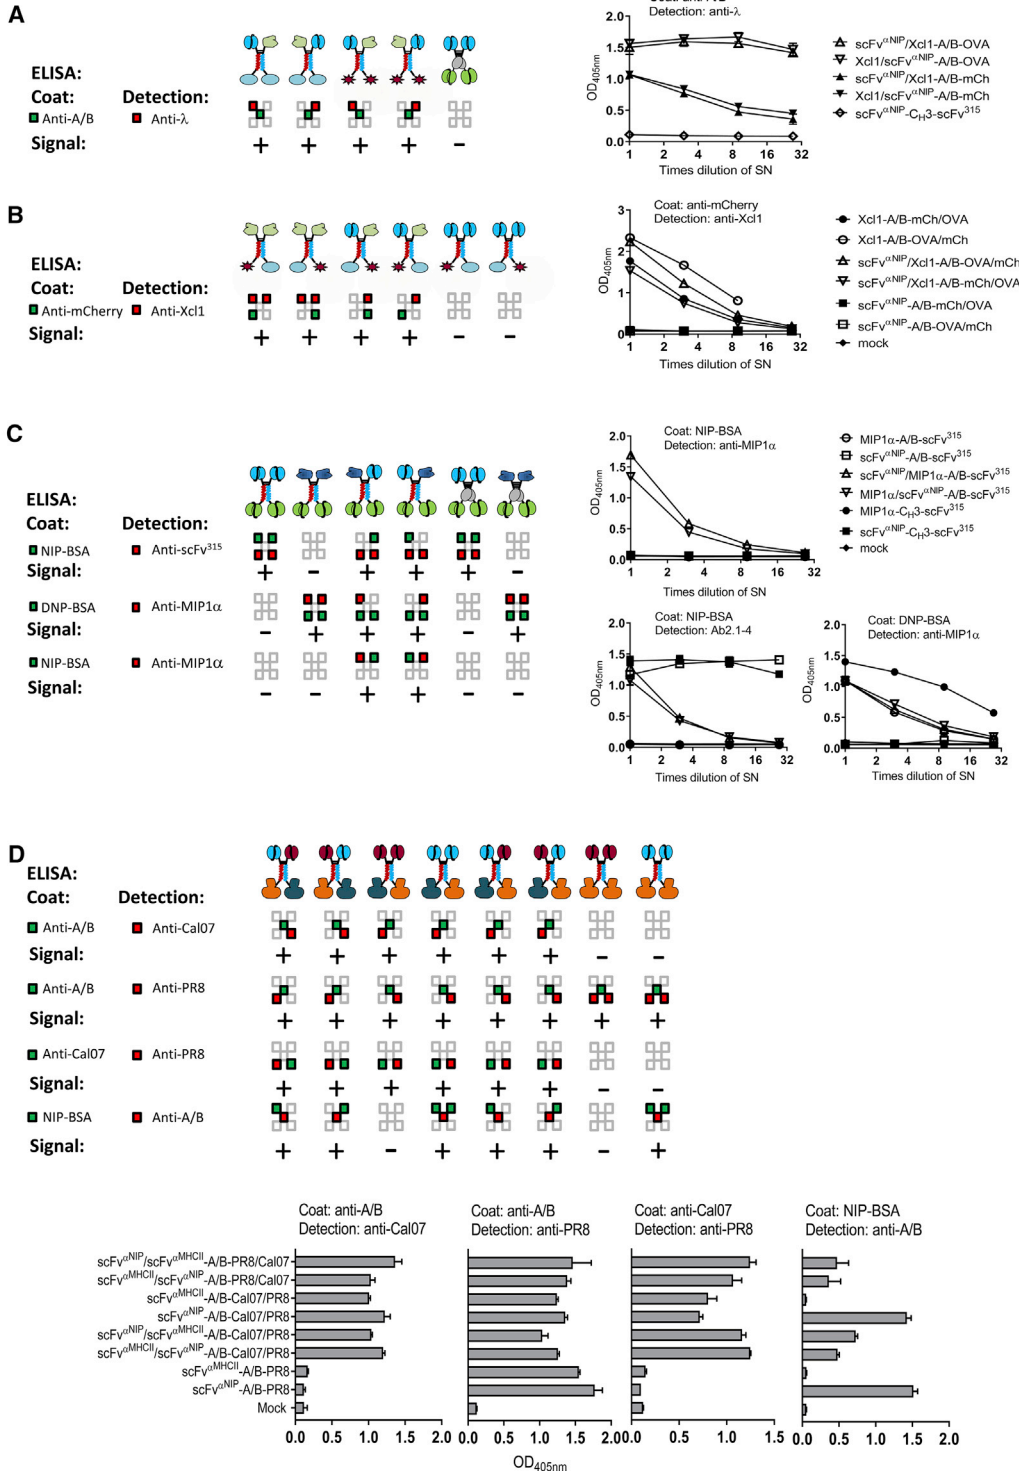 A
Detection: anti-λ
ELISA:
Coat: Detection:
Anti-A/B Anti-λ
Signal: + + + + −
OD405nm
2.0
1.5
1.0
0.5
0.0
1 2 4 8 16 32
Times dilution of SN
scFvαNIP/Xcl1-A/B-OVA
Xcl1/scFvαNIP-A/B-OVA
scFvαNIP/Xcl1-A/B-mCh
Xcl1/scFvαNIP-A/B-mCh
scFvαNIP-CH3-scFv315
B
ELISA:
Coat: Detection:
Anti-mCherry Anti-Xcl1
Signal: + + + + − −
Coat: anti-mCherry
Detection: anti-Xcl1
OD405nm
3
2
1
0
1 2 4 8 16 32
Times dilution of SN
Xcl1-A/B-mCh/OVA
Xcl1-A/B-OVA/mCh
scFvαNIP/Xcl1-A/B-OVA/mCh
scFvαNIP/Xcl1-A/B-mCh/OVA
scFvαNIP-A/B-mCh/OVA
scFvαNIP-A/B-OVA/mCh
mock
C
ELISA:
Coat: Detection:
NIP-BSA Anti-scFv315
Signal: + − + + + −
DNP-BSA Anti-MIP1α
Signal: − + + + − +
NIP-BSA Anti-MIP1α
Signal: − − + + − −
Coat: NIP-BSA
Detection: anti-MIP1α
OD405nm
2.0
1.5
1.0
0.5
0.0
1 2 4 8 16 32
Times dilution of SN
MIP1α-A/B-scFv315
scFvαNIP-A/B-scFv315
scFvαNIP/MIP1α-A/B-scFv315
MIP1α/scFvαNIP-A/B-scFv315
MIP1α-CH3-scFv315
scFvαNIP-CH3-scFv315
mock
Coat: NIP-BSA
Detection: Ab2.1-4
OD405nm
2.0
1.5
1.0
0.5
0.0
1 2 4 8 16 32
Times dilution of SN
Coat: DNP-BSA
Detection: anti-MIP1α
OD405nm
2.0
1.5
1.0
0.5
0.0
1 2 4 8 16 32
Times dilution of SN
D
ELISA:
Coat: Detection:
Anti-A/B Anti-Cal07
Signal: + + + + + + − −
Anti-A/B Anti-PR8
Signal: + + + + + + + +
Anti-Cal07 Anti-PR8
Signal: + + + + + + − −
NIP-BSA Anti-A/B
Signal: + + − + + + − +
Coat: anti-A/B
Detection: anti-Cal07
Coat: anti-A/B
Detection: anti-PR8
Coat: anti-Cal07
Detection: anti-PR8
Coat: NIP-BSA
Detection: anti-A/B
scFvαNIP/scFvαMHCII-A/B-PR8/Cal07
scFvαMHCII/scFvαNIP-A/B-PR8/Cal07
scFvαMHCII-A/B-Cal07/PR8
scFvαNIP-A/B-Cal07/PR8
scFvαNIP/scFvαMHCII-A/B-Cal07/PR8
scFvαMHCII/scFvαNIP-A/B-Cal07/PR8
scFvαMHCII-A/B-PR8
scFvαNIP-A/B-PR8
Mock
0.0 0.5 1.0 1.5 2.0
0.0 0.5 1.0 1.5 2.0
0.0 0.5 1.0 1.5
0.0 0.5 1.0 1.5 2.0
OD405nm